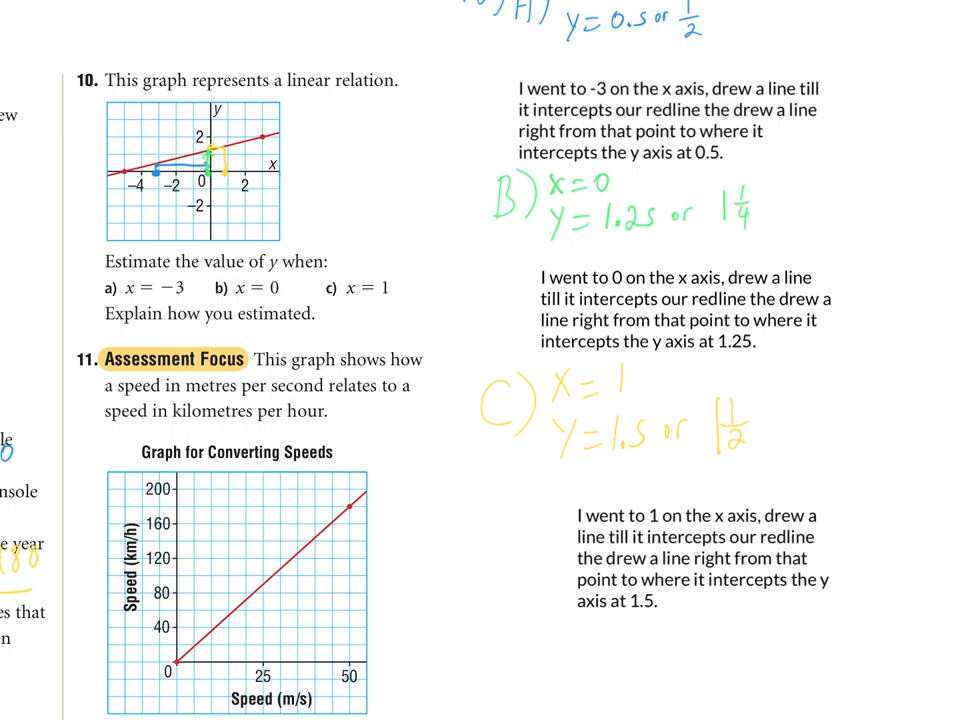 y = 0.5 or 1/2
10. This graph represents a linear relation.
y
2
x
-4 -2 0 2
-2
Estimate the value of y when:
a) x = -3 b) x = 0 c) x = 1
Explain how you estimated.
11. Assessment Focus This graph shows how
a speed in metres per second relates to a
speed in kilometres per hour.
Graph for Converting Speeds
Speed (km/h)
200
160
120
80
40
0 25 50
Speed (m/s)
ew
nsole
e year
180
es that
n
I went to -3 on the x axis, drew a line till
it intercepts our redline the drew a line
right from that point to where it
intercepts the y axis at 0.5.
B) x = 0
y = 1.25 or 1 1/4
I went to 0 on the x axis, drew a line
till it intercepts our redline the drew a
line right from that point to where it
intercepts the y axis at 1.25.
C) x = 1
y = 1.5 or 1 1/2
I went to 1 on the x axis, drew a
line till it intercepts our redline
the drew a line right from that
point to where it intercepts the y
axis at 1.5.